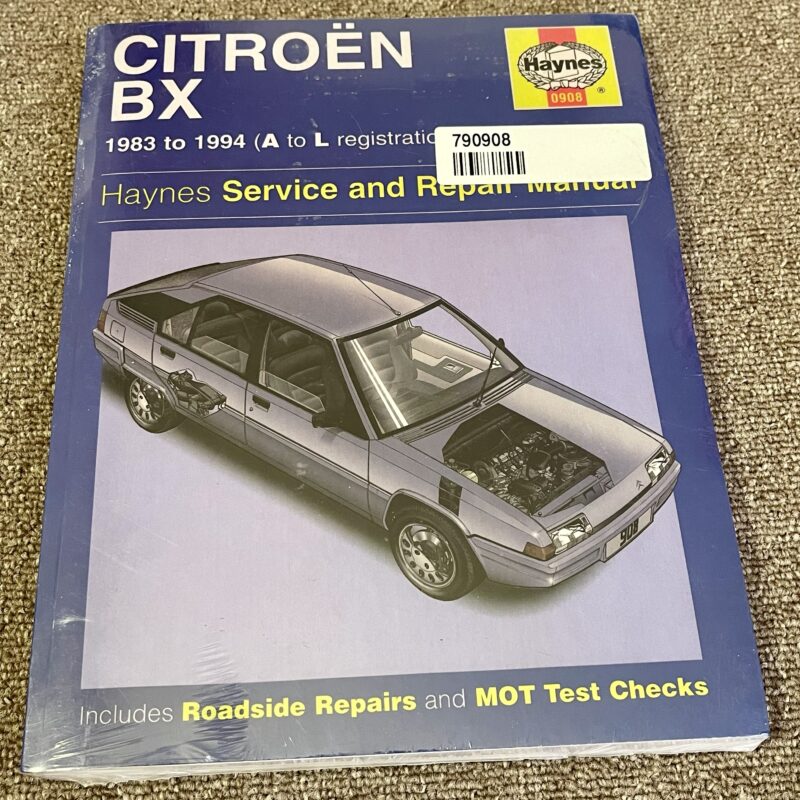 CITROËN
BX
Haynes
0908
®
1983 to 1994 (A to L registratio
790908
Haynes Service and Repair Manual
908
Includes Roadside Repairs and MOT Test Checks